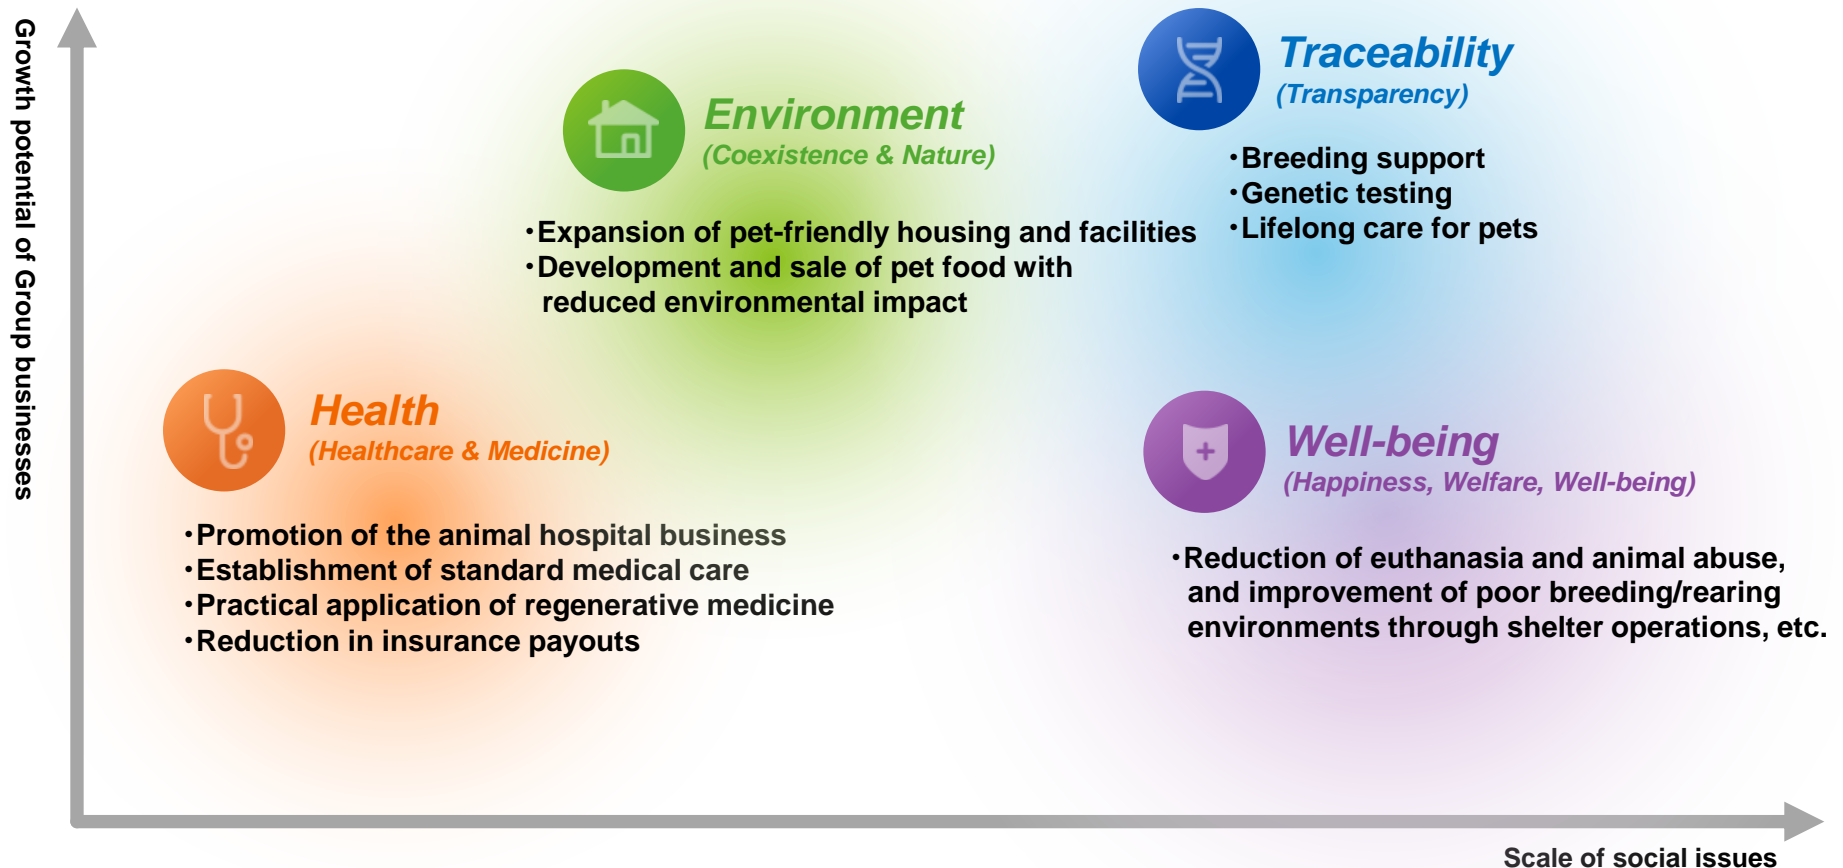 Growth potential of Group businesses
Environment
(Coexistence & Nature)
・Expansion of pet-friendly housing and facilities
・Development and sale of pet food with
reduced environmental impact
Traceability
(Transparency)
・Breeding support
・Genetic testing
・Lifelong care for pets
Health
(Healthcare & Medicine)
・Promotion of the animal hospital business
・Establishment of standard medical care
・Practical application of regenerative medicine
・Reduction in insurance payouts
Well-being
(Happiness, Welfare, Well-being)
・Reduction of euthanasia and animal abuse,
and improvement of poor breeding/rearing
environments through shelter operations, etc.
Scale of social issues